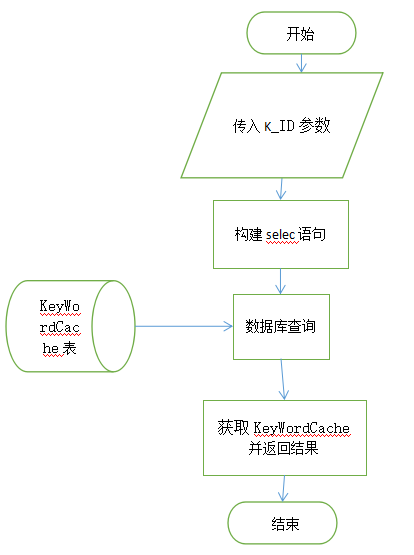 开始
传入 K_ID 参数
构建 selec 语句
KeyWo
rdCac
he 表
数据库查询
获取 KeyWordCache
并返回结果
结束